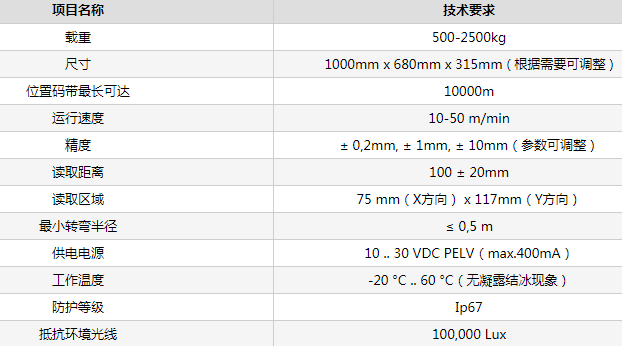 项目名称 技术要求
载重 500-2500kg
尺寸 1000mm x 680mm x 315mm（根据需要可调整）
位置码带最长可达 10000m
运行速度 10-50 m/min
精度 ± 0,2mm, ± 1mm, ± 10mm（参数可调整）
读取距离 100 ± 20mm
读取区域 75 mm（X方向） x 117mm（Y方向）
最小转弯半径 ≤ 0,5 m
供电电源 10 .. 30 VDC PELV（max.400mA）
工作温度 -20 °C .. 60 °C（无凝露结冰现象）
防护等级 Ip67
抵抗环境光线 100,000 Lux